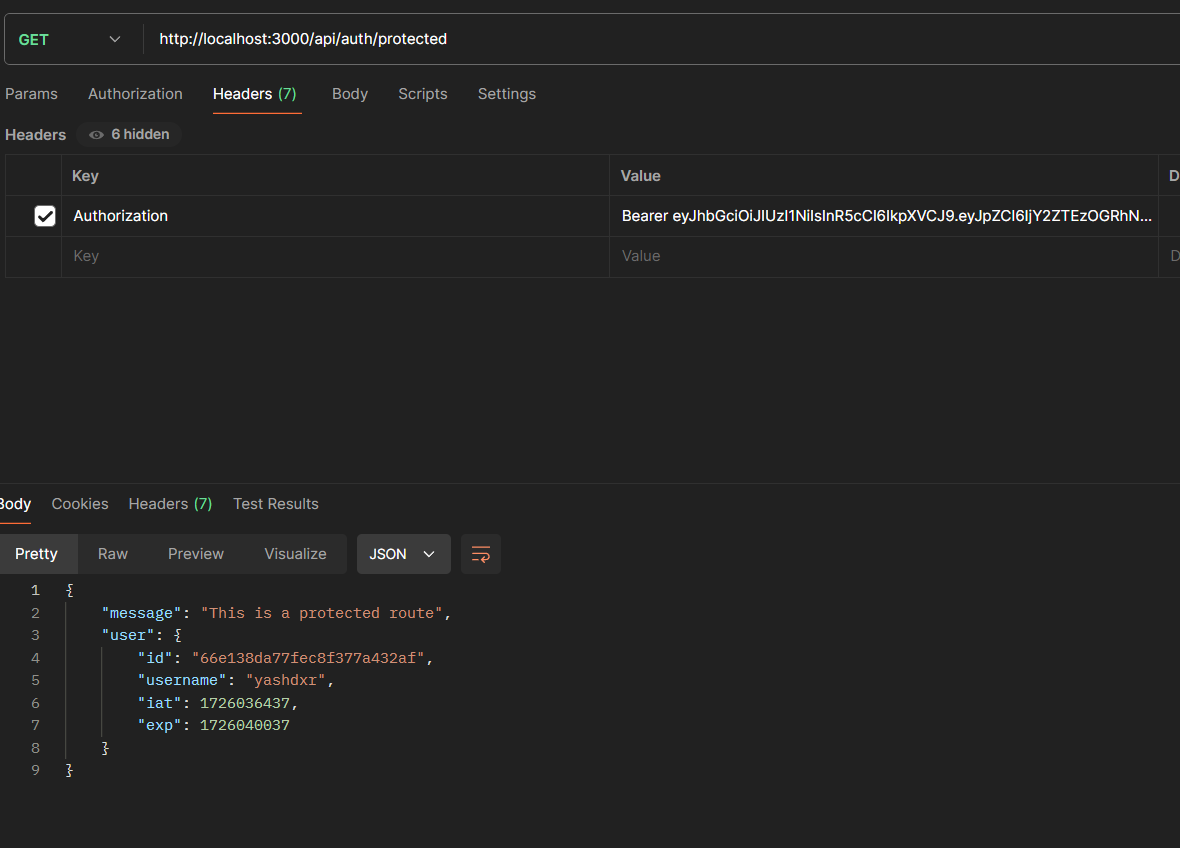 GET http://localhost:3000/api/auth/protected
Params Authorization Headers (7) Body Scripts Settings
Headers 6 hidden
Key Value D
Authorization Bearer eyJhbGciOiJIUzI1NiIsInR5cCI6IkpXVCJ9.eyJpZCI6IjY2ZTEzOGRhN...
Key Value D
Body Cookies Headers (7) Test Results
Pretty Raw Preview Visualize JSON
1 {
2 "message": "This is a protected route",
3 "user": {
4 "id": "66e138da77fec8f377a432af",
5 "username": "yashdxr",
6 "iat": 1726036437,
7 "exp": 1726040037
8 }
9 }